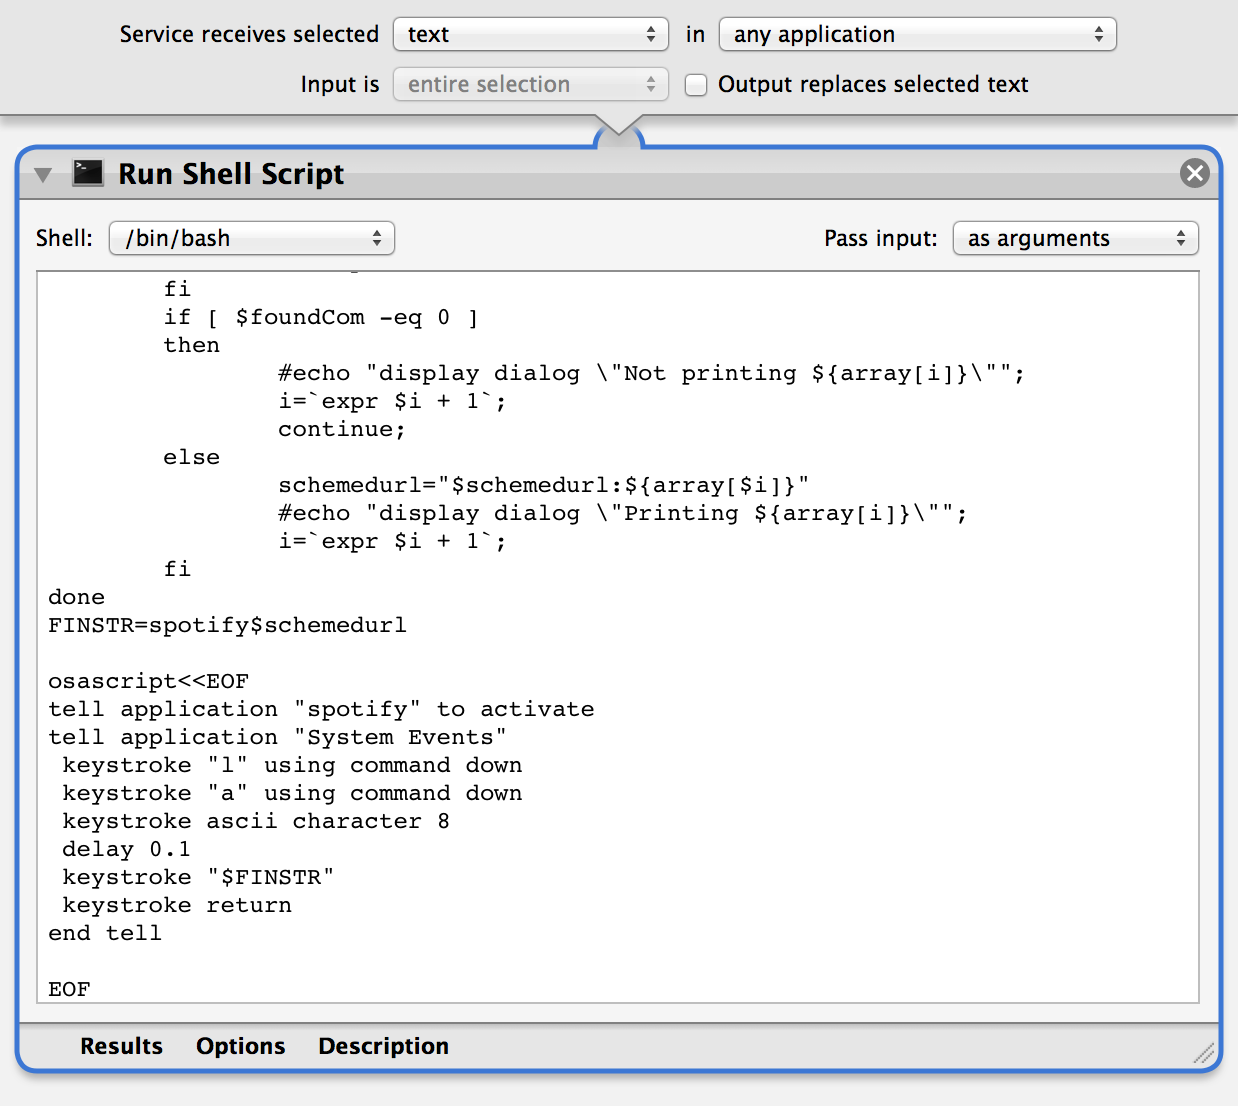 Service receives selected text in any application
Input is entire selection Output replaces selected text
Run Shell Script
Shell: /bin/bash Pass input: as arguments
fi
if [ $foundCom -eq 0 ]
then
#echo "display dialog \"Not printing ${array[i]}\"";
i=`expr $i + 1`;
continue;
else
schemedurl="$schemedurl:${array[$i]}"
#echo "display dialog \"Printing ${array[i]}\"";
i=`expr $i + 1`;
fi
done
FINSTR=spotify$schemedurl
osascript<<EOF
tell application "spotify" to activate
tell application "System Events"
keystroke "l" using command down
keystroke "a" using command down
keystroke ascii character 8
delay 0.1
keystroke "$FINSTR"
keystroke return
end tell
EOF
Results Options Description